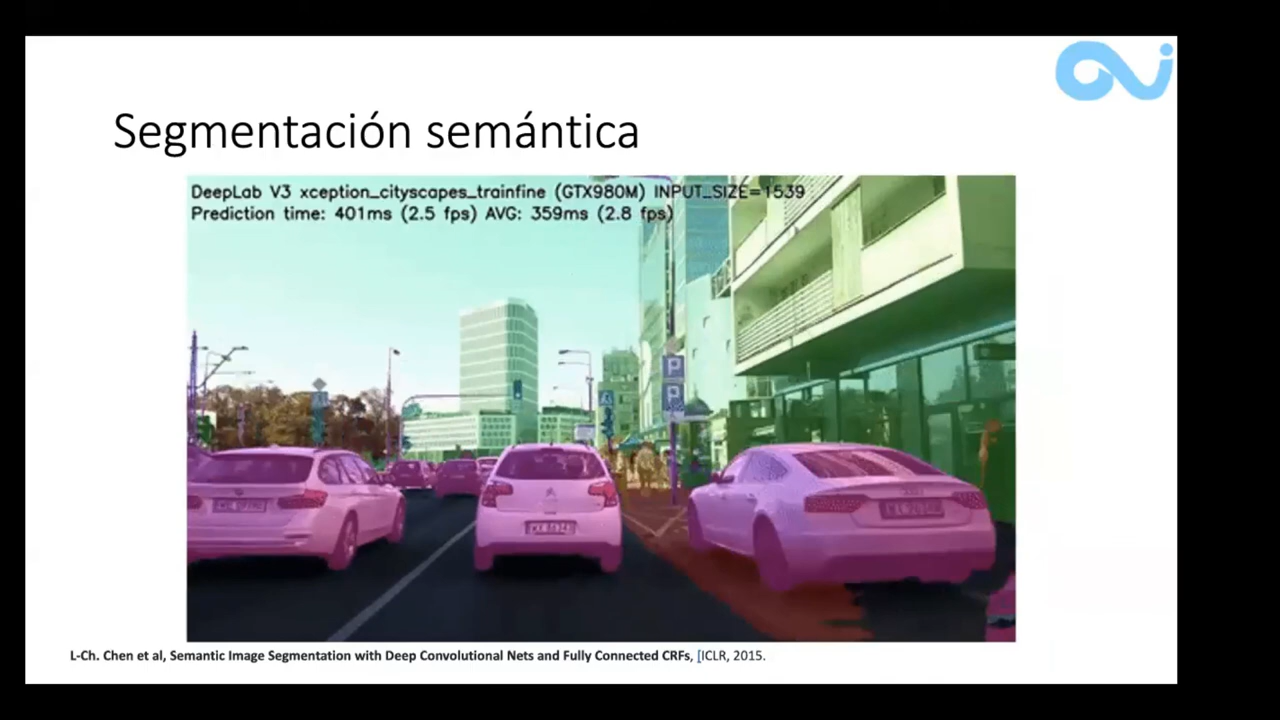 Segmentación semántica
DeepLab V3 xception_cityscapes_trainfine (GTX980M) INPUT_SIZE=1539
Prediction time: 401ms (2.5 fps) AVG: 359ms (2.8 fps)
P
P
L-Ch. Chen et al, Semantic Image Segmentation with Deep Convolutional Nets and Fully Connected CRFs, [ICLR, 2015.